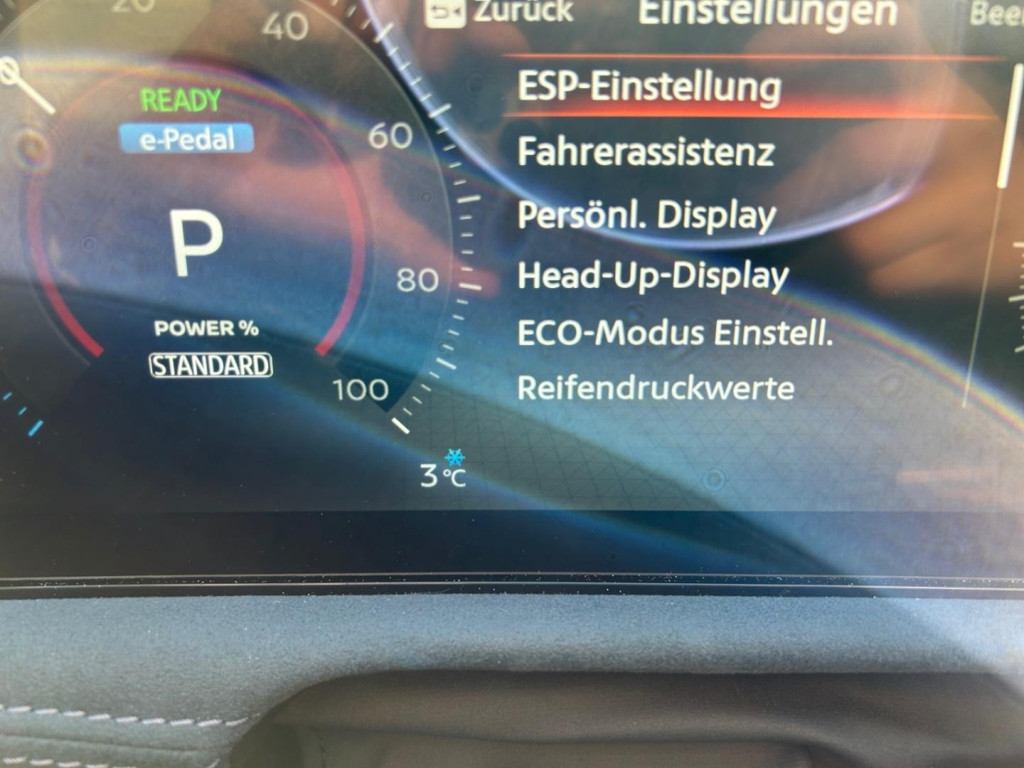 20
40
Zurück
Einstellungen
READY
e-Pedal
60
P
80
POWER %
STANDARD
100
3 °C
ESP-Einstellung
Fahrerassistenz
Persönl. Display
Head-Up-Display
ECO-Modus Einstell.
Reifendruckwerte